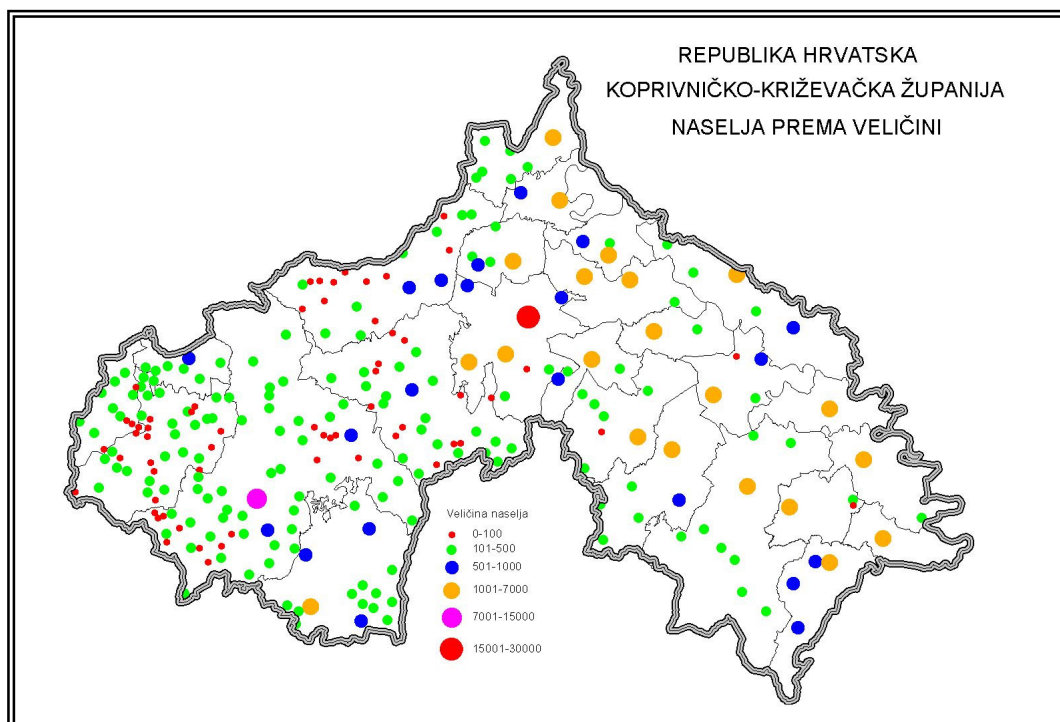 REPUBLIKA HRVATSKA
KOPRIVNIČKO-KRIŽEVAČKA ŽUPANIJA
NASELJA PREMA VELIČINI
Veličina naselja
0-100
101-500
501-1000
1001-7000
7001-15000
15001-30000